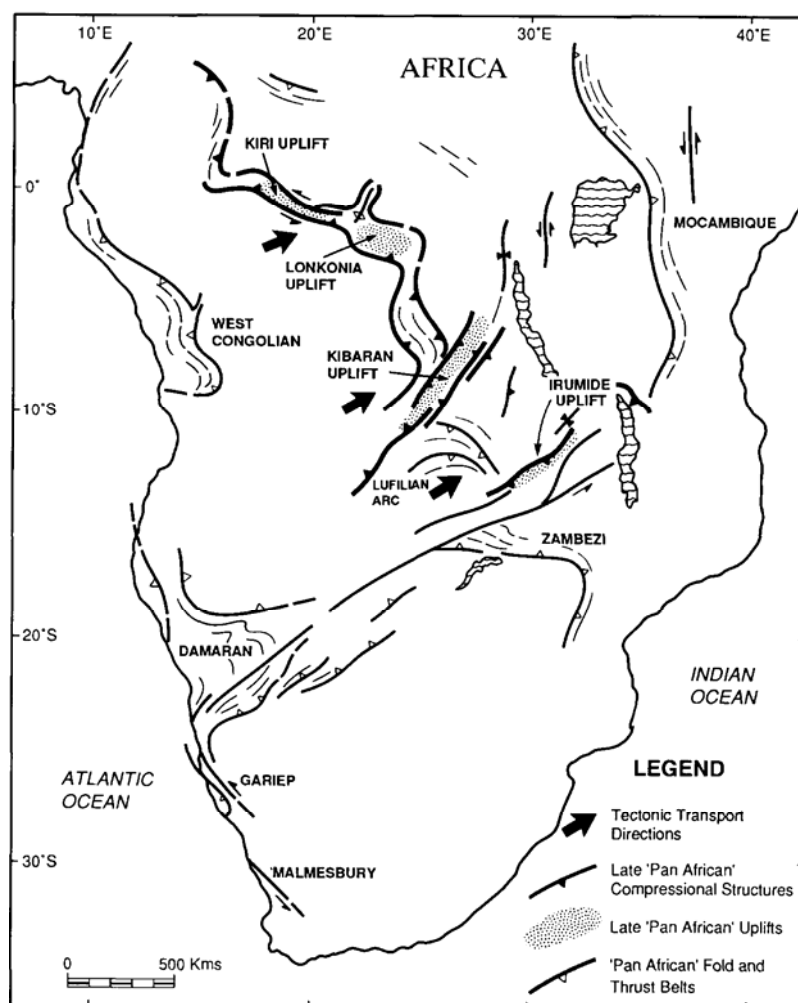 10°E
20°E
30°E
40°E
AFRICA
KIRI UPLIFT
0°
MOCAMBIQUE
LONKONIA
UPLIFT
WEST
CONGOLIAN
KIBARAN
UPLIFT
IRUMIDE
UPLIFT
10°S
LUFILIAN
ARC
ZAMBEZI
20°S
DAMARAN
INDIAN
OCEAN
ATLANTIC
OCEAN
GARIEP
LEGEND
Tectonic Transport
Directions
30°S
'MALMESBURY
Late 'Pan African'
Compressional Structures
Late 'Pan African' Uplifts
0 500 Kms
'Pan African' Fold and
Thrust Belts